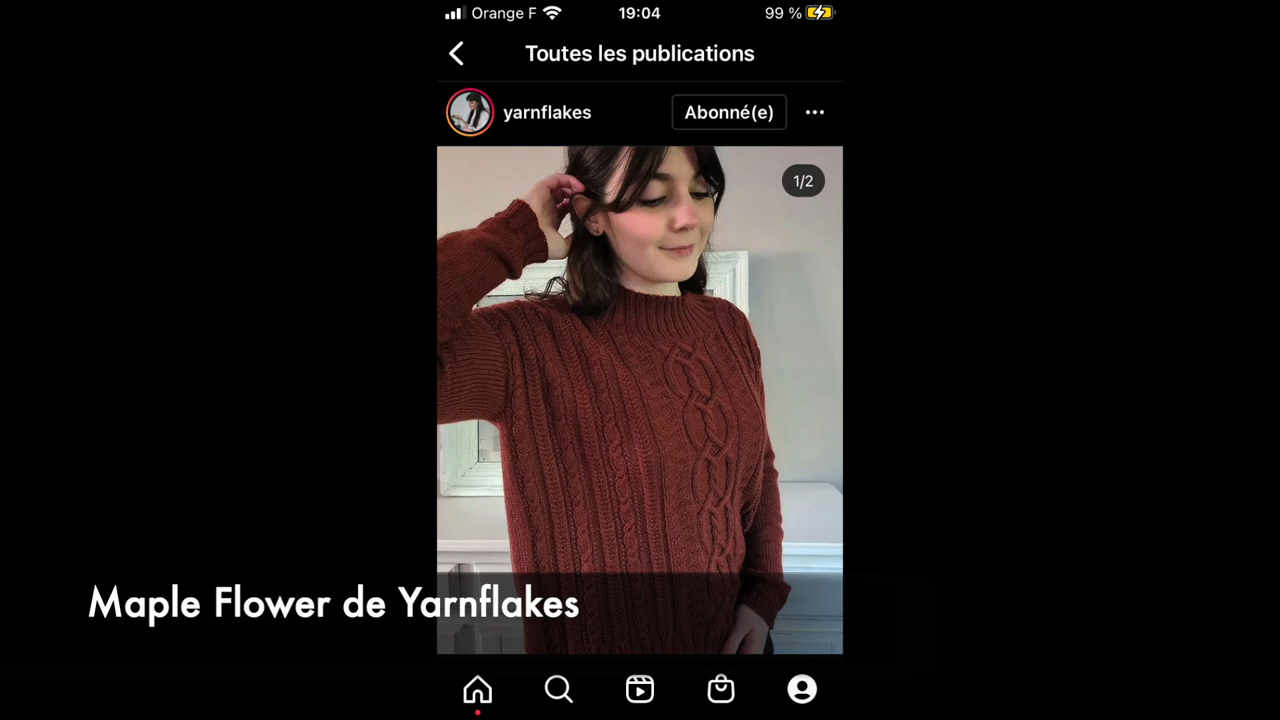 Orange F 19:04 99 %
Toutes les publications
yarnflakes Abonné(e)
1/2
Maple Flower de Yarnflakes